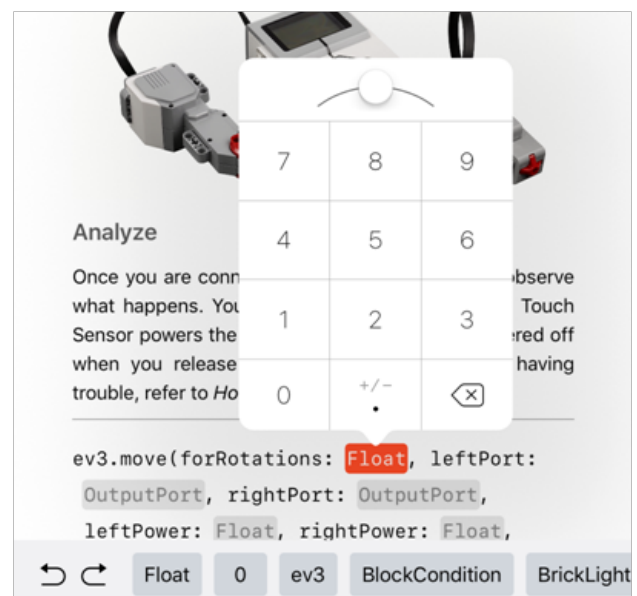 7 8 9
4 5 6
1 2 3
0 +/− .
Analyze
Once you are conn observe
what happens. You Touch
Sensor powers the ered off
when you release having
trouble, refer to Ho
ev3.move(forRotations: Float, leftPort:
OutputPort, rightPort: OutputPort,
leftPower: Float, rightPower: Float,
Float 0 ev3 BlockCondition BrickLight